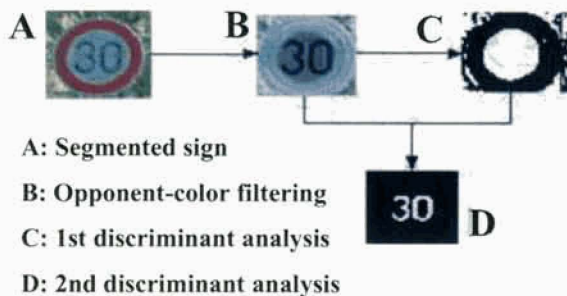 A
30
B
30
C
30
D
A: Segmented sign
B: Opponent-color filtering
C: 1st discriminant analysis
D: 2nd discriminant analysis